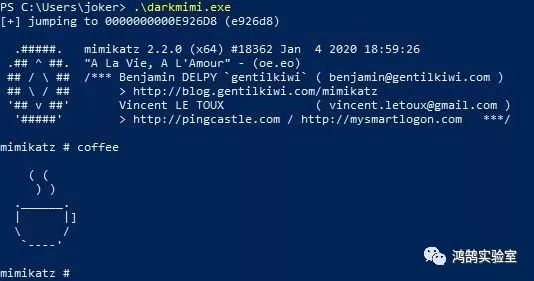 PS C:\Users\joker> .\darkmimi.exe
[+] jumping to 0000000000E926D8 (e926d8)
  .#####.   mimikatz 2.2.0 (x64) #18362 Jan  4 2020 18:59:26
 .## ^ ##.  "A La Vie, A L'Amour" - (oe.eo)
 ## / \ ##  /*** Benjamin DELPY `gentilkiwi` ( benjamin@gentilkiwi.com )
 ## \ / ##       > http://blog.gentilkiwi.com/mimikatz
 '## v ##'       Vincent LE TOUX             ( vincent.letoux@gmail.com )
  '#####'        > http://pingcastle.com / http://mysmartlogon.com   ***/
mimikatz # coffee
    ( (
     ) )
  .______.
  |      |]
  \      /
   `----'
mimikatz #
鸿鹄实验室